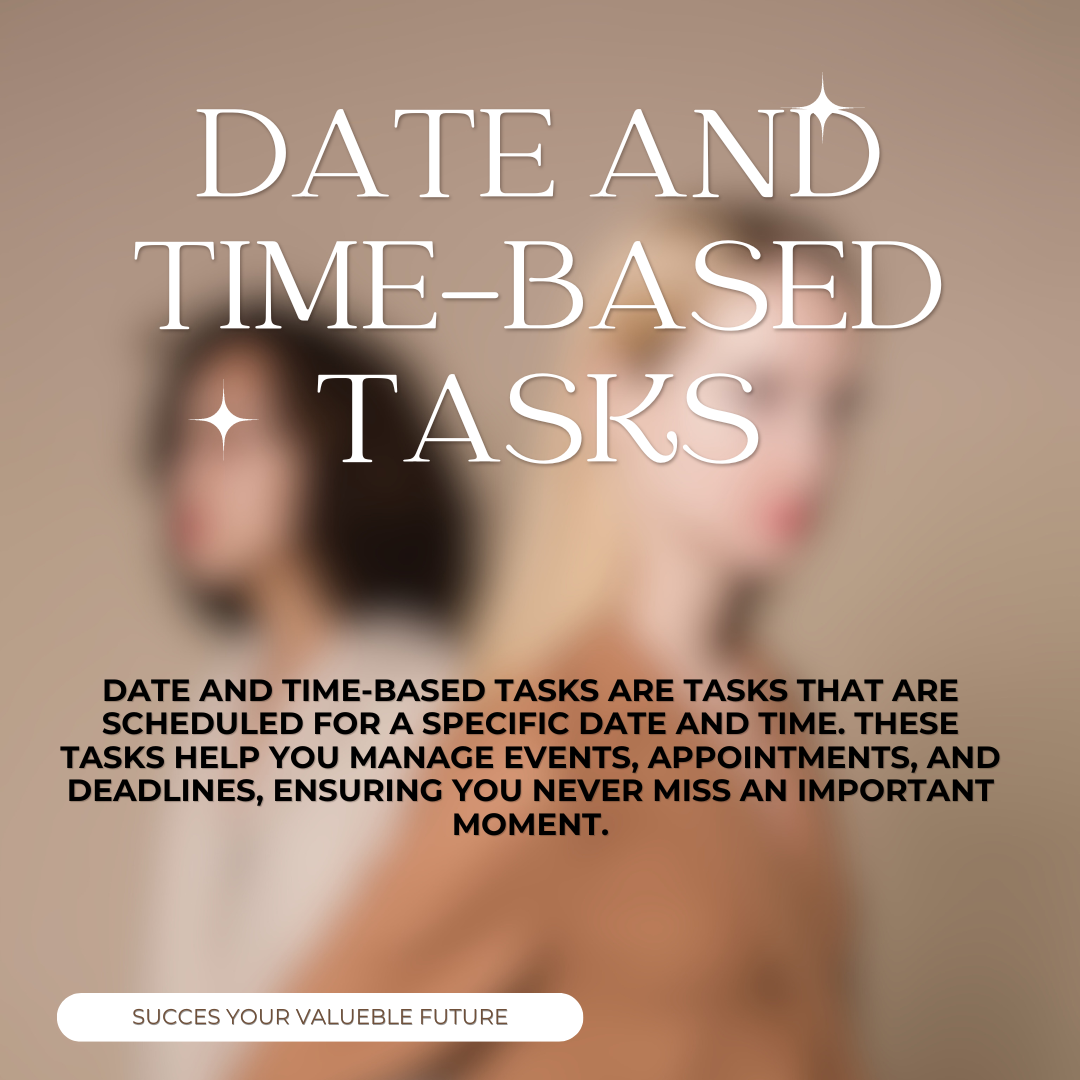 DATE AND
TIME-BASED
TASKS
DATE AND TIME-BASED TASKS ARE TASKS THAT ARE
SCHEDULED FOR A SPECIFIC DATE AND TIME. THESE
TASKS HELP YOU MANAGE EVENTS, APPOINTMENTS, AND
DEADLINES, ENSURING YOU NEVER MISS AN IMPORTANT
MOMENT.
SUCCES YOUR VALUEBLE FUTURE